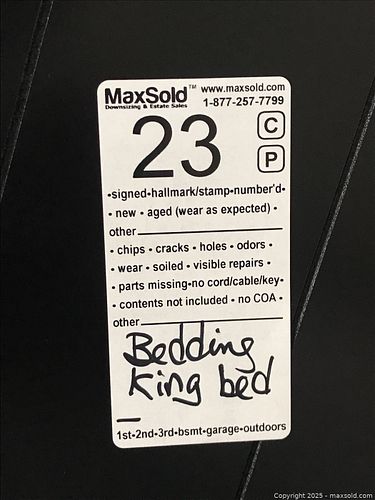 MaxSold™ www.maxsold.com
Downsizing & Estate Sales 1-877-257-7799
23 C
P
•signed•hallmark/stamp•number'd•
• new • aged (wear as expected) •
other
• chips • cracks • holes • odors •
• wear • soiled • visible repairs •
• parts missing•no cord/cable/key•
• contents not included • no COA •
other
Bedding
King bed
1st•2nd•3rd•bsmt•garage•outdoors
Copyright 2025 - maxsold.com